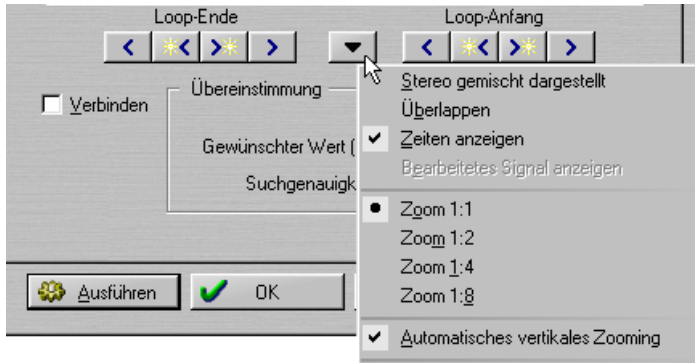 Loop-Ende
Loop-Anfang
Verbinden
Übereinstimmung
Gewünschter Wert (
Suchgenauigk
Stereo gemischt dargestellt
Überlappen
Zeiten anzeigen
Bearbeitetes Signal anzeigen
Zoom 1:1
Zoom 1:2
Zoom 1:4
Zoom 1:8
Automatisches vertikales Zooming
Ausführen
OK